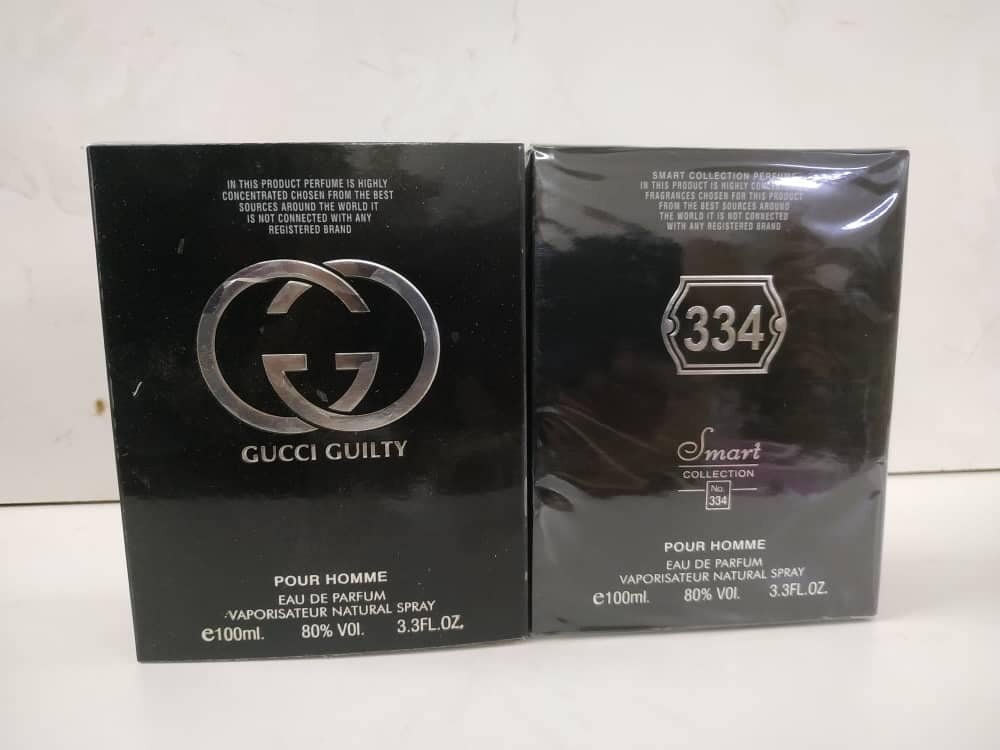 IN THIS PRODUCT PERFUME IS HIGHLY
CONCENTRATED CHOSEN FROM THE BEST
SOURCES AROUND THE WORLD IT
IS NOT CONNECTED WITH ANY
REGISTERED BRAND
GUCCI GUILTY
POUR HOMME
EAU DE PARFUM
VAPORISATEUR NATURAL SPRAY
e100ml. 80% V0l. 3.3FL.OZ.
SMART COLLECTION PERFUME
IN THIS PRODUCT IS HIGHLY
FRAGRANCES CHOSEN FOR THIS PRODUCT
FROM THE BEST SOURCES AROUND
THE WORLD IT IS NOT CONNECTED
WITH ANY REGISTERED BRAND
334
Smart
COLLECTION
No.
334
POUR HOMME
EAU DE PARFUM
VAPORISATEUR NATURAL SPRAY
e100ml. 80% V0l. 3.3FL.OZ.